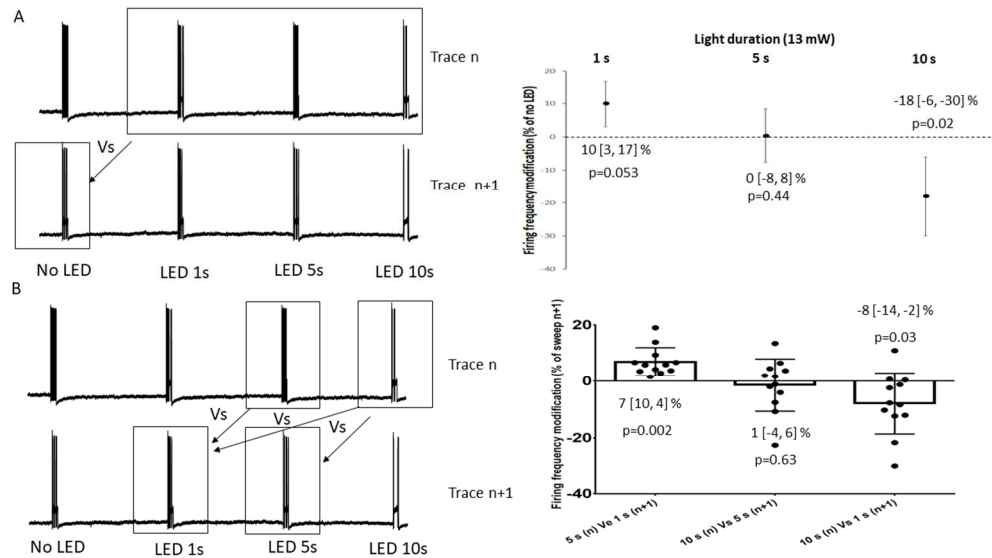 A
Trace n
Vs
Trace n+1
No LED
LED 1s
LED 5s
LED 10s
Light duration (13 mW)
1 s
5 s
10 s
Firing frequency modification (% of no LED)
20
10
0
-10
-20
-30
-40
10 [3, 17] %
p=0.053
0 [-8, 8] %
p=0.44
-18 [-6, -30] %
p=0.02
B
Trace n
Vs
Vs
Vs
Trace n+1
No LED
LED 1s
LED 5s
LED 10s
Firing frequency modification (% of sweep n+1)
20
0
-20
-40
7 [10, 4] %
p=0.002
1 [-4, 6] %
p=0.63
-8 [-14, -2] %
p=0.03
5 s (n) Ve 1 s (n+1)
10 s (n) Vs 5 s (n+1)
10 s (n) Vs 1 s (n+1)